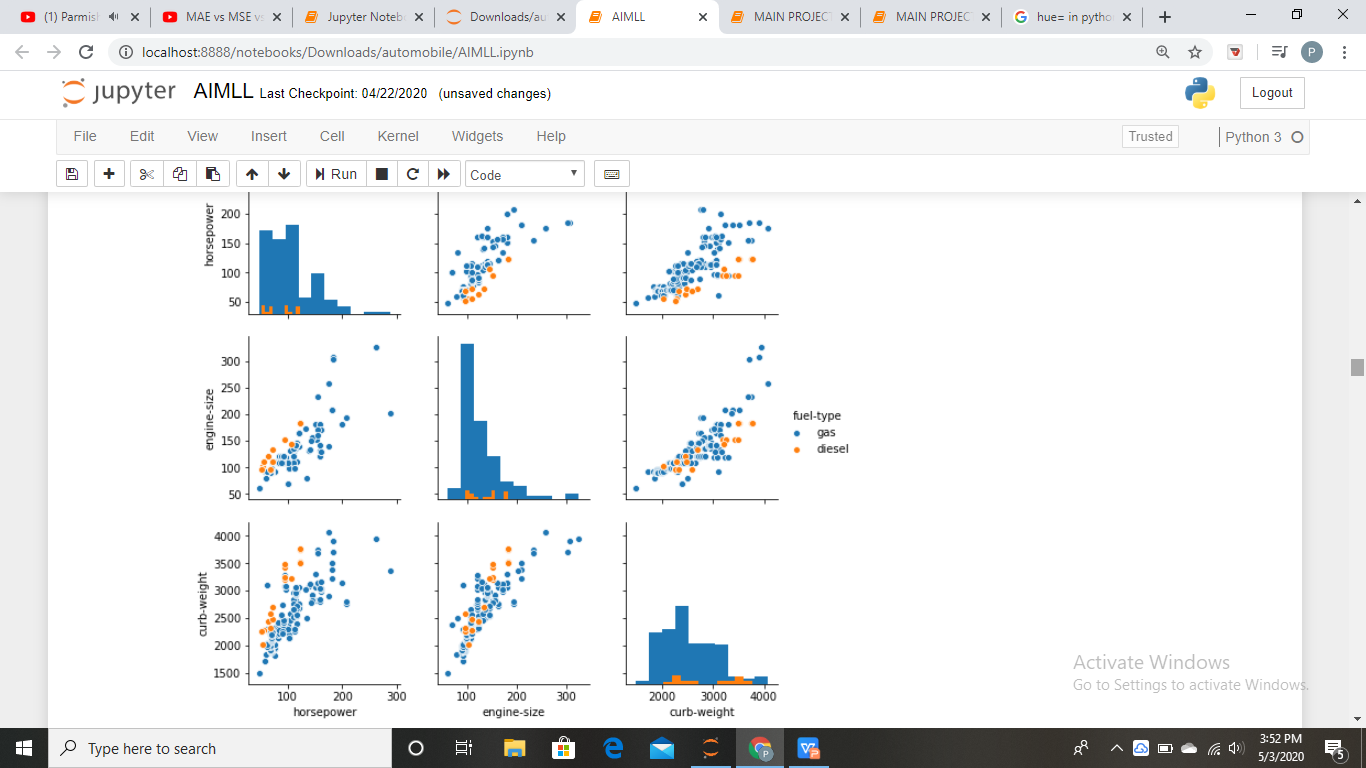 (1) Parmis
MAE vs MSE vs
Jupyter Noteb
Downloads/au
AIMLL
MAIN PROJECT
MAIN PROJEC
hue= in pytho
localhost:8888/notebooks/Downloads/automobile/AIMLL.ipynb
P
jupyter AIMLL Last Checkpoint: 04/22/2020 (unsaved changes)
Logout
File Edit View Insert Cell Kernel Widgets Help
Trusted
Python 3
Run
Code
horsepower
200
150
100
50
engine-size
300
250
200
150
100
50
fuel-type
gas
diesel
curb-weight
4000
3500
3000
2500
2000
1500
100 200 300
100 200 300
2000 3000 4000
horsepower
engine-size
curb-weight
Activate Windows
Go to Settings to activate Windows.
Type here to search
P
3:52 PM
5/3/2020
5